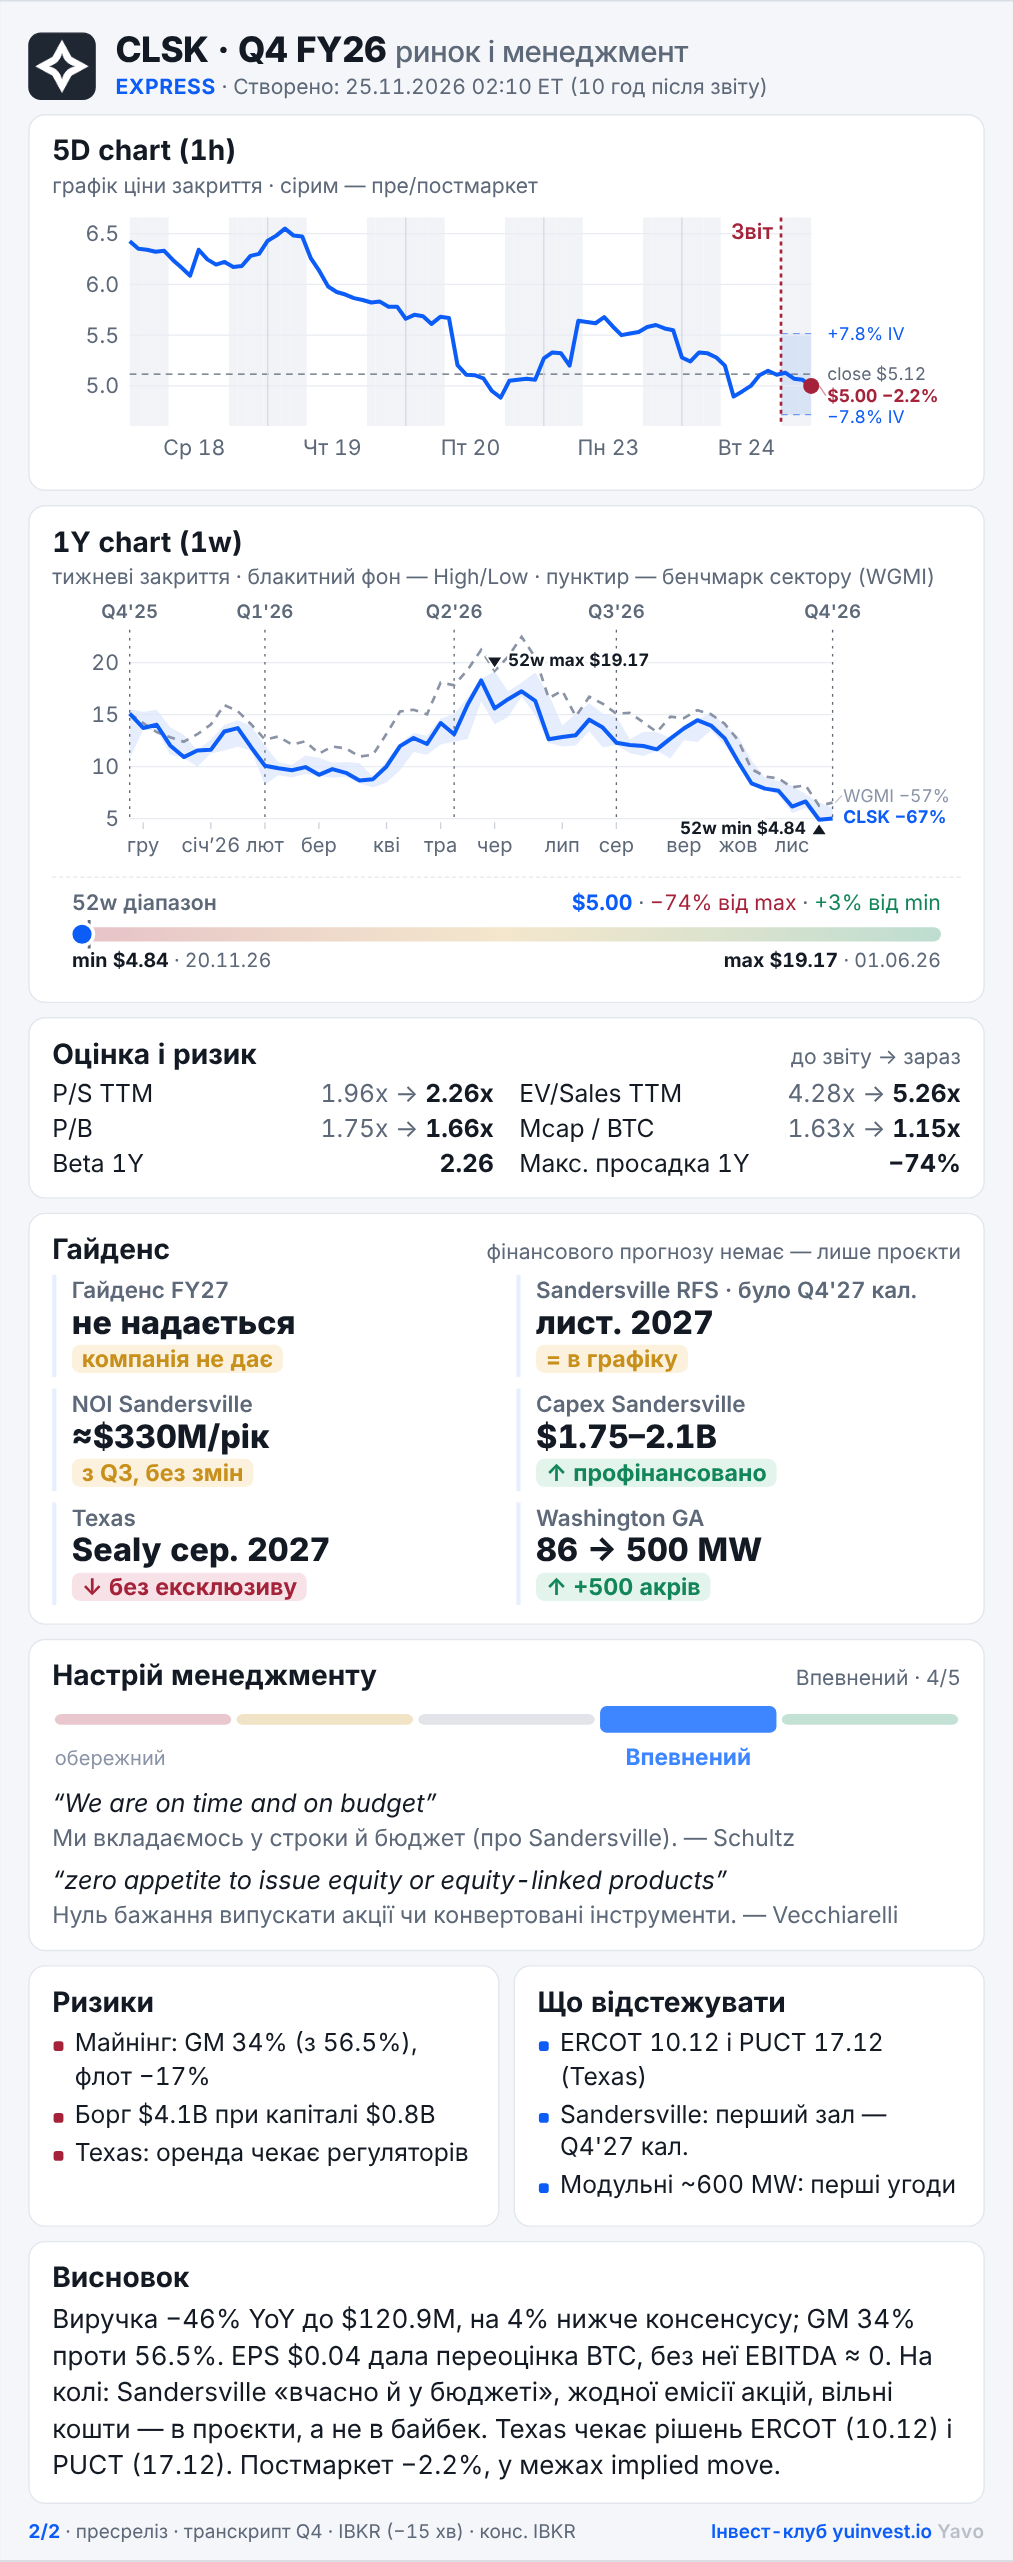 CLSK · Q4 FY26 ринок і менеджмент
EXPRESS · Створено: 25.11.2026 02:10 ET (10 год після звіту)
5D chart (1h)
графік ціни закриття · сірим — пре/постмаркет
6.5
6.0
5.5
5.0
Звіт
+7.8% IV
close $5.12
$5.00 −2.2%
−7.8% IV
Ср 18
Чт 19
Пт 20
Пн 23
Вт 24
1Y chart (1w)
тижневі закриття · блакитний фон — High/Low · пунктир — бенчмарк сектору (WGMI)
Q4'25
Q1'26
Q2'26
Q3'26
Q4'26
20
15
10
5
▼ 52w max $19.17
WGMI −57%
CLSK −67%
52w min $4.84 ▲
гру
січ’26
лют
бер
кві
тра
чер
лип
сер
вер
жов
лис
52w діапазон
$5.00 · −74% від max · +3% від min
min $4.84 · 20.11.26
max $19.17 · 01.06.26
Оцінка і ризик
до звіту → зараз
P/S TTM 1.96x → 2.26x
EV/Sales TTM 4.28x → 5.26x
P/B 1.75x → 1.66x
Mcap / BTC 1.63x → 1.15x
Beta 1Y 2.26
Макс. просадка 1Y −74%
Гайденс
фінансового прогнозу немає — лише проєкти
Гайденс FY27
не надається
компанія не дає
Sandersville RFS · було Q4'27 кал.
лист. 2027
= в графіку
NOI Sandersville
≈$330M/рік
з Q3, без змін
Capex Sandersville
$1.75–2.1B
↑ профінансовано
Texas
Sealy сер. 2027
↓ без ексклюзиву
Washington GA
86 → 500 MW
↑ +500 акрів
Настрій менеджменту
Впевнений · 4/5
обережний
Впевнений
“We are on time and on budget”
Ми вкладаємось у строки й бюджет (про Sandersville). — Schultz
“zero appetite to issue equity or equity-linked products”
Нуль бажання випускати акції чи конвертовані інструменти. — Vecchiarelli
Ризики
Майнінг: GM 34% (з 56.5%),
флот −17%
Борг $4.1B при капіталі $0.8B
Texas: оренда чекає регуляторів
Що відстежувати
ERCOT 10.12 і PUCT 17.12
(Texas)
Sandersville: перший зал —
Q4'27 кал.
Модульні ~600 MW: перші угоди
Висновок
Виручка −46% YoY до $120.9M, на 4% нижче консенсусу; GM 34%
проти 56.5%. EPS $0.04 дала переоцінка BTC, без неї EBITDA ≈ 0. На
колі: Sandersville «вчасно й у бюджеті», жодної емісії акцій, вільні
кошти — в проєкти, а не в байбек. Texas чекає рішень ERCOT (10.12) і
PUCT (17.12). Постмаркет −2.2%, у межах implied move.
2/2 · пресреліз · транскрипт Q4 · IBKR (−15 хв) · конс. IBKR
Інвест-клуб yuinvest.io Yavo